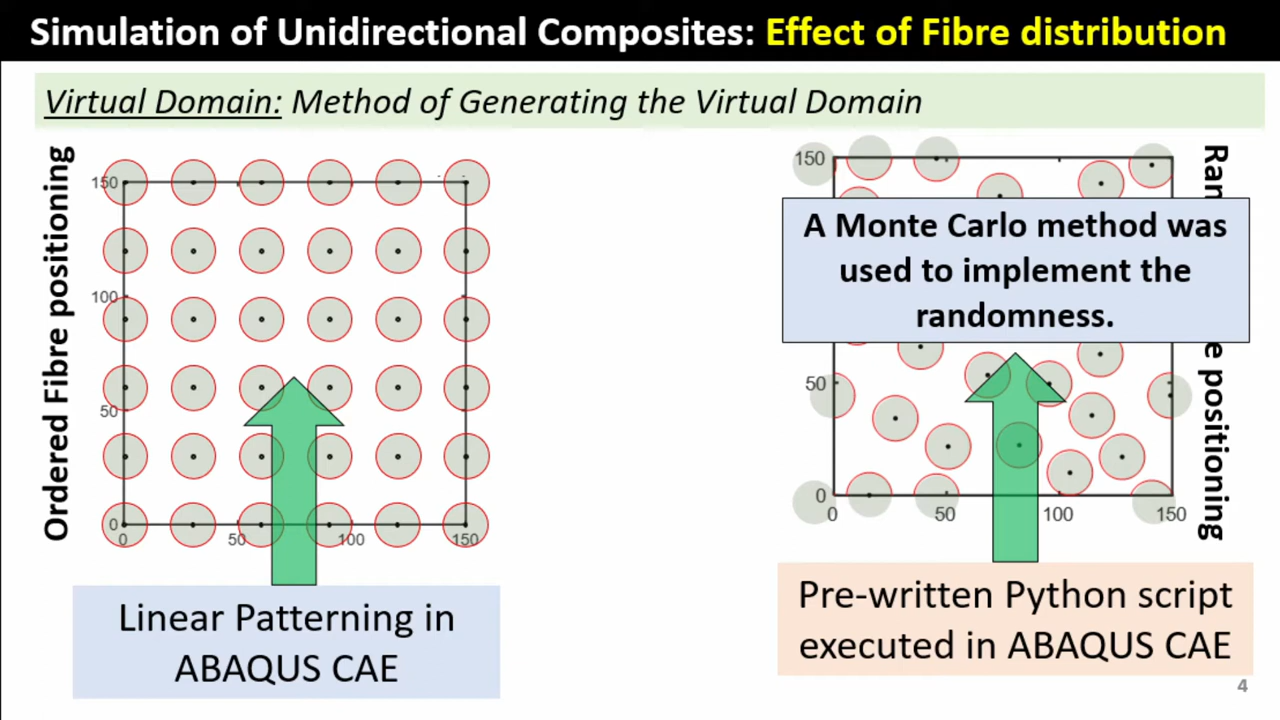 Simulation of Unidirectional Composites: Effect of Fibre distribution
Virtual Domain: Method of Generating the Virtual Domain
Ordered Fibre positioning
150
100
50
0
0 50 100 150
Linear Patterning in
ABAQUS CAE
150
50
0
0 50 100 150
A Monte Carlo method was
used to implement the
randomness.
positioning
Pre-written Python script
executed in ABAQUS CAE
4